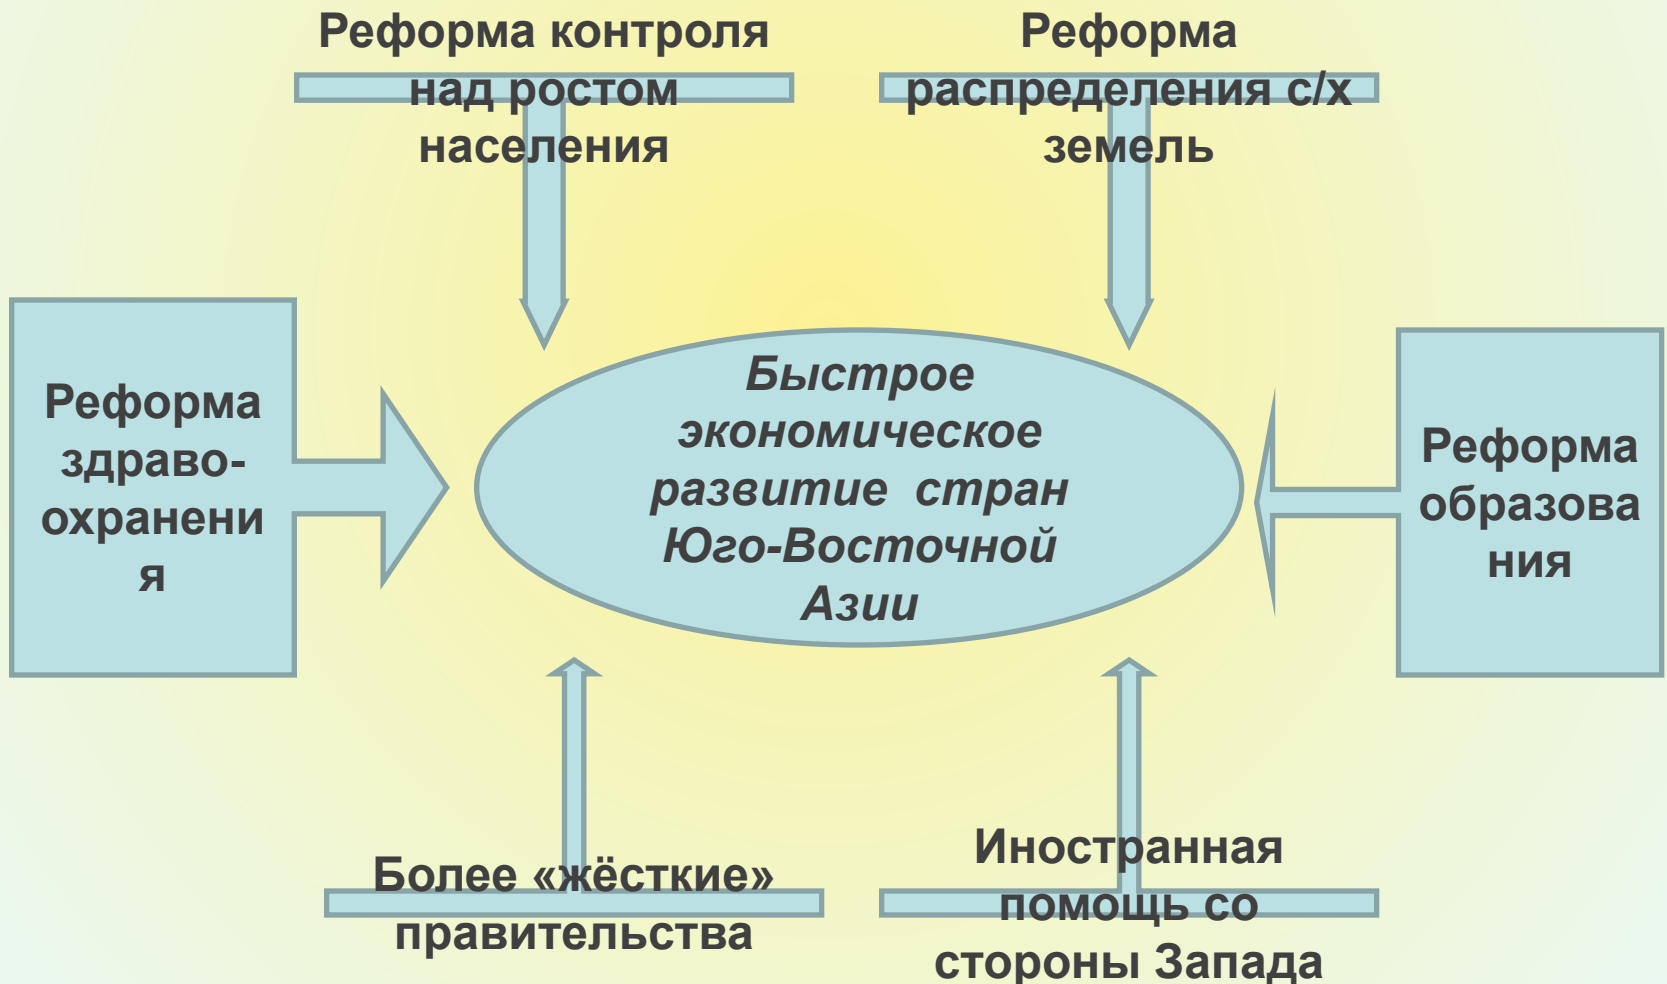 Реформа контроля
над ростом
населения
Реформа
распределения с/х
земель
Реформа
здраво-
охранени
я
Быстрое
экономическое
развитие стран
Юго-Восточной
Азии
Реформа
образова
ния
Более «жёсткие»
правительства
Иностранная
помощь со
стороны Запада